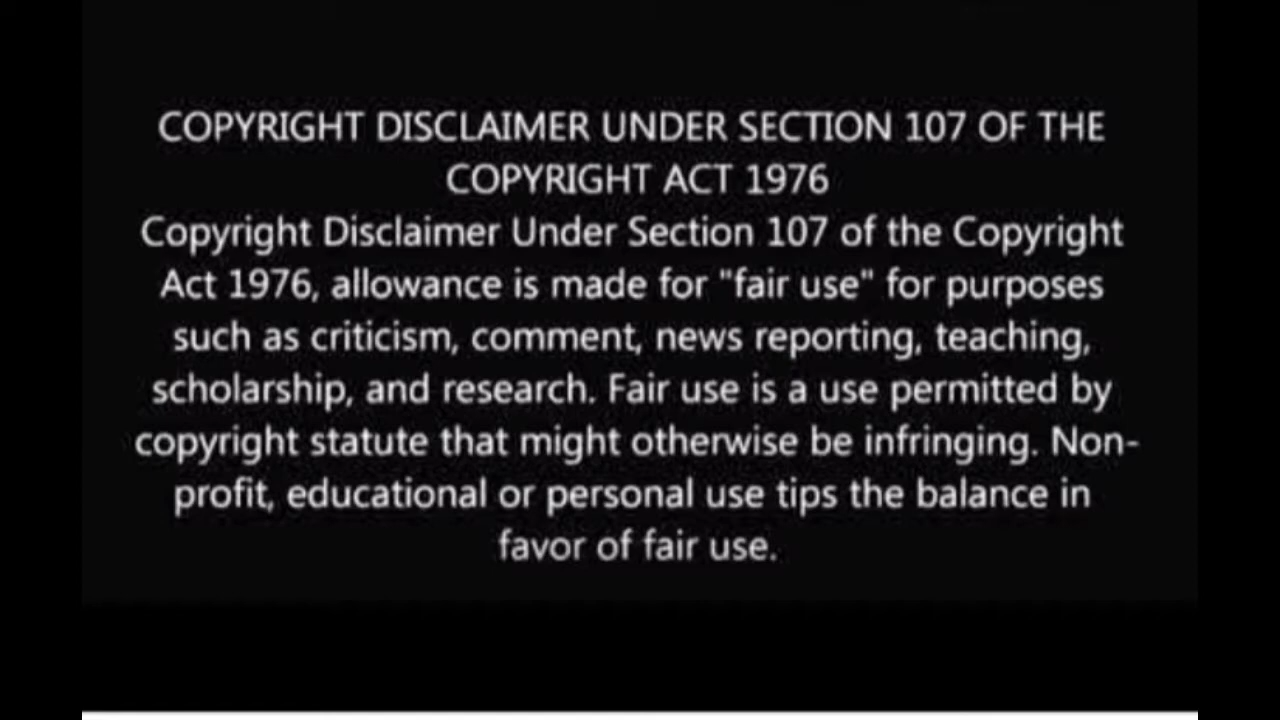 COPYRIGHT DISCLAIMER UNDER SECTION 107 OF THE
COPYRIGHT ACT 1976
Copyright Disclaimer Under Section 107 of the Copyright
Act 1976, allowance is made for "fair use" for purposes
such as criticism, comment, news reporting, teaching,
scholarship, and research. Fair use is a use permitted by
copyright statute that might otherwise be infringing. Non-
profit, educational or personal use tips the balance in
favor of fair use.